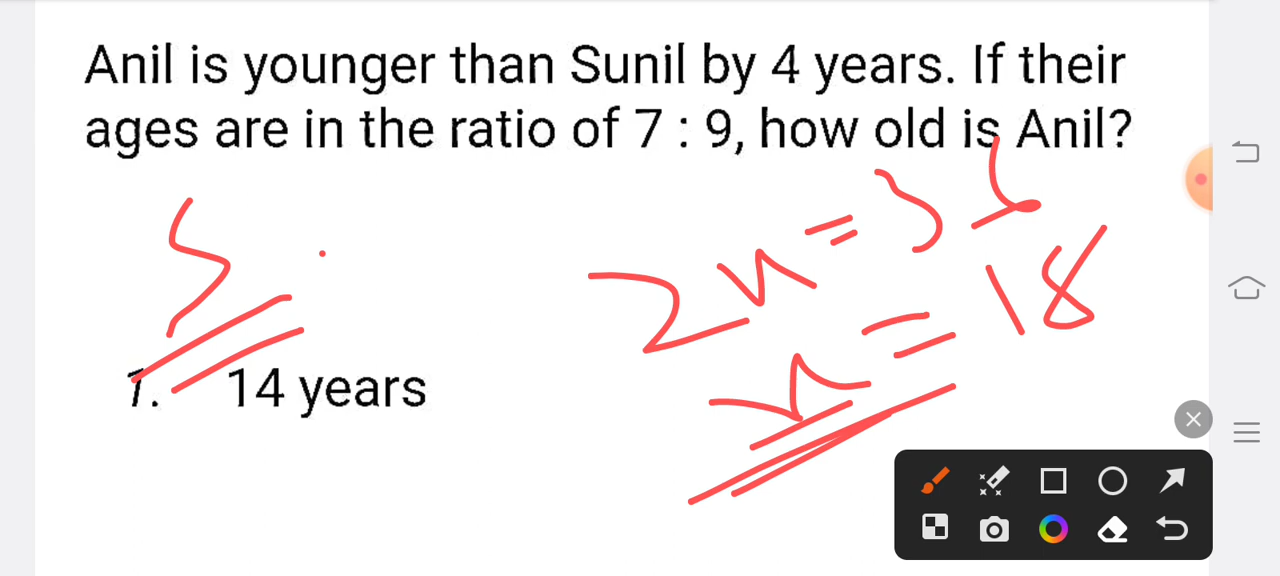 Anil is younger than Sunil by 4 years. If their
ages are in the ratio of 7 : 9, how old is Anil?
2x = 36
x = 18
S
1. 14 years